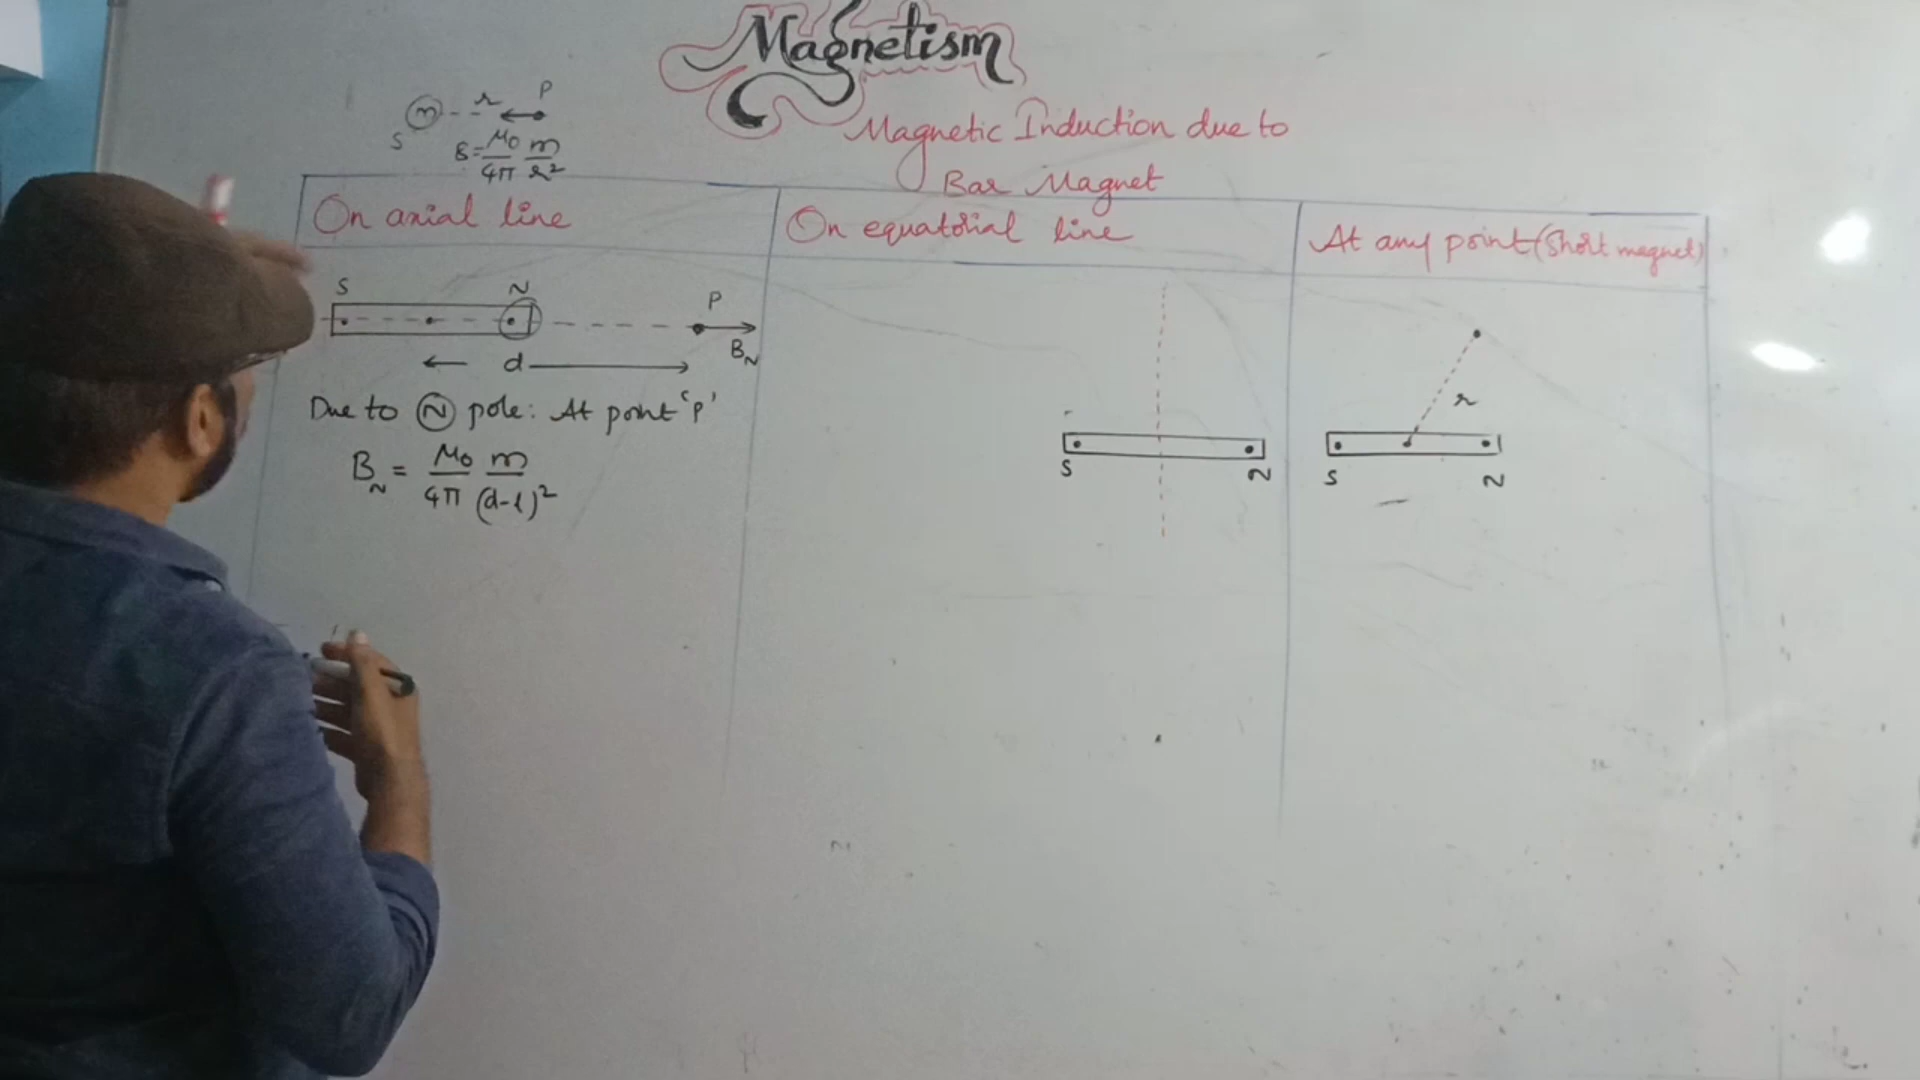 Magnetism
Magnetic Induction due to
Bar Magnet
m r P
S
B = μ₀/4π m/r²
On axial line
S N P
B_N
d
Due to Ⓝ pole: At point 'P'
B_N = μ₀/4π m/(d-l)²
On equatorial line
S N
At any point (Short magnet)
r
S N